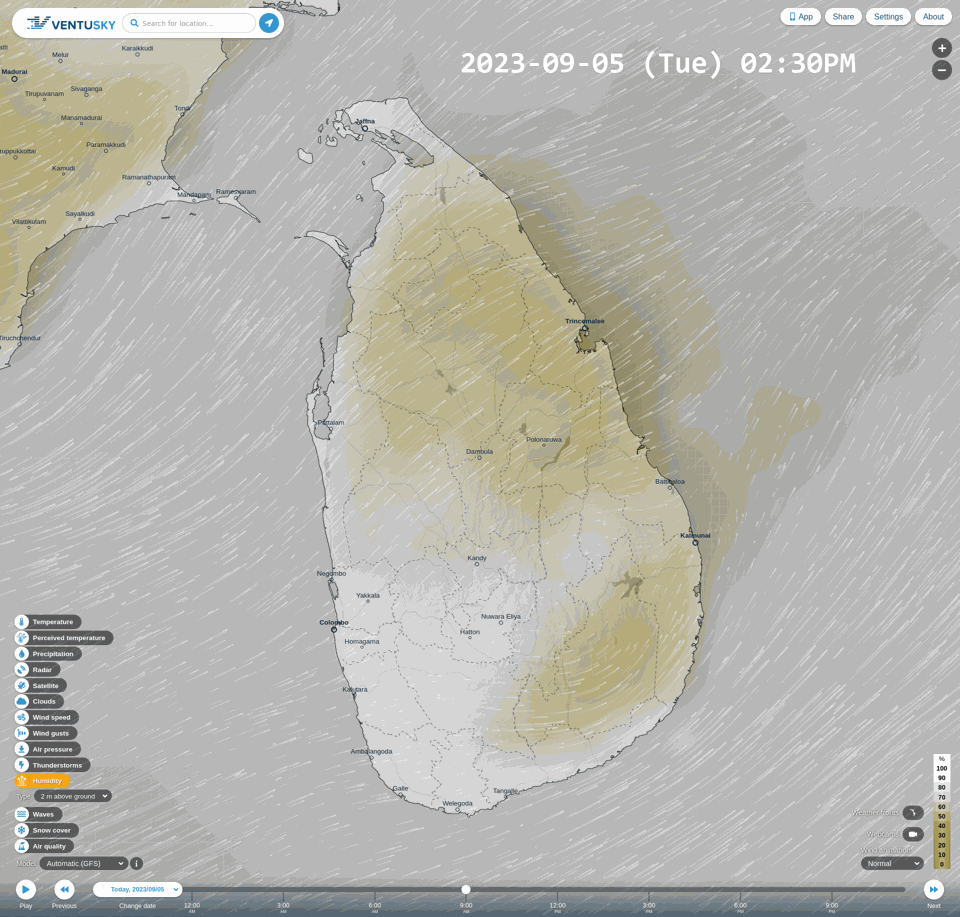 VENTUSKY
Search for location...
App
Share
Settings
About
2023-09-05 (Tue) 02:30PM
Melur
Karaikkudi
Madurai
Tirupuvanam
Sivaganga
Tondi
Manamadurai
Paramakkudi
Kamudi
Ramanathapuram
Mandapam
Rameswaram
Sayalkudi
Vilattikulam
Tiruchchendur
Jaffna
Trincomalee
Puttalam
Dambula
Polonaruwa
Batticaloa
Kalmunai
Kandy
Negombo
Yakkala
Nuwara Eliya
Colombo
Hatton
Homagama
Kalutara
Ambalangoda
Galle
Tangalle
Welegoda
Temperature
Perceived temperature
Precipitation
Radar
Satellite
Clouds
Wind speed
Wind gusts
Air pressure
Thunderstorms
Humidity
Type
2 m above ground
Waves
Snow cover
Air quality
Model
Automatic (GFS)
i
%
100
90
80
70
60
50
40
30
20
10
0
Weather fronts
Webcams
Wind animation
Normal
Play
Previous
Today, 2023/09/05
Change date
12:00
AM
3:00
AM
6:00
AM
9:00
AM
12:00
PM
3:00
PM
6:00
PM
9:00
PM
Next